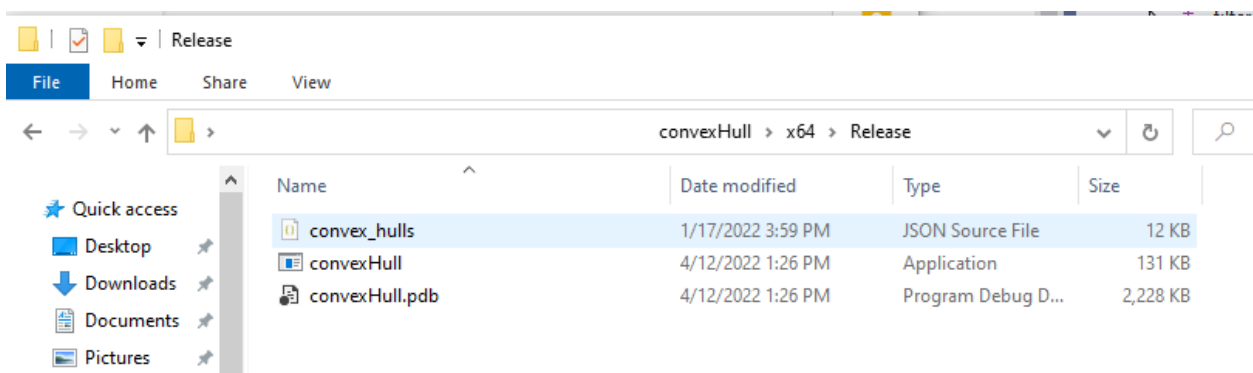 Release
File Home Share View
convexHull > x64 > Release
Name Date modified Type Size
Quick access
Desktop
Downloads
Documents
Pictures
convex_hulls 1/17/2022 3:59 PM JSON Source File 12 KB
convexHull 4/12/2022 1:26 PM Application 131 KB
convexHull.pdb 4/12/2022 1:26 PM Program Debug D... 2,228 KB